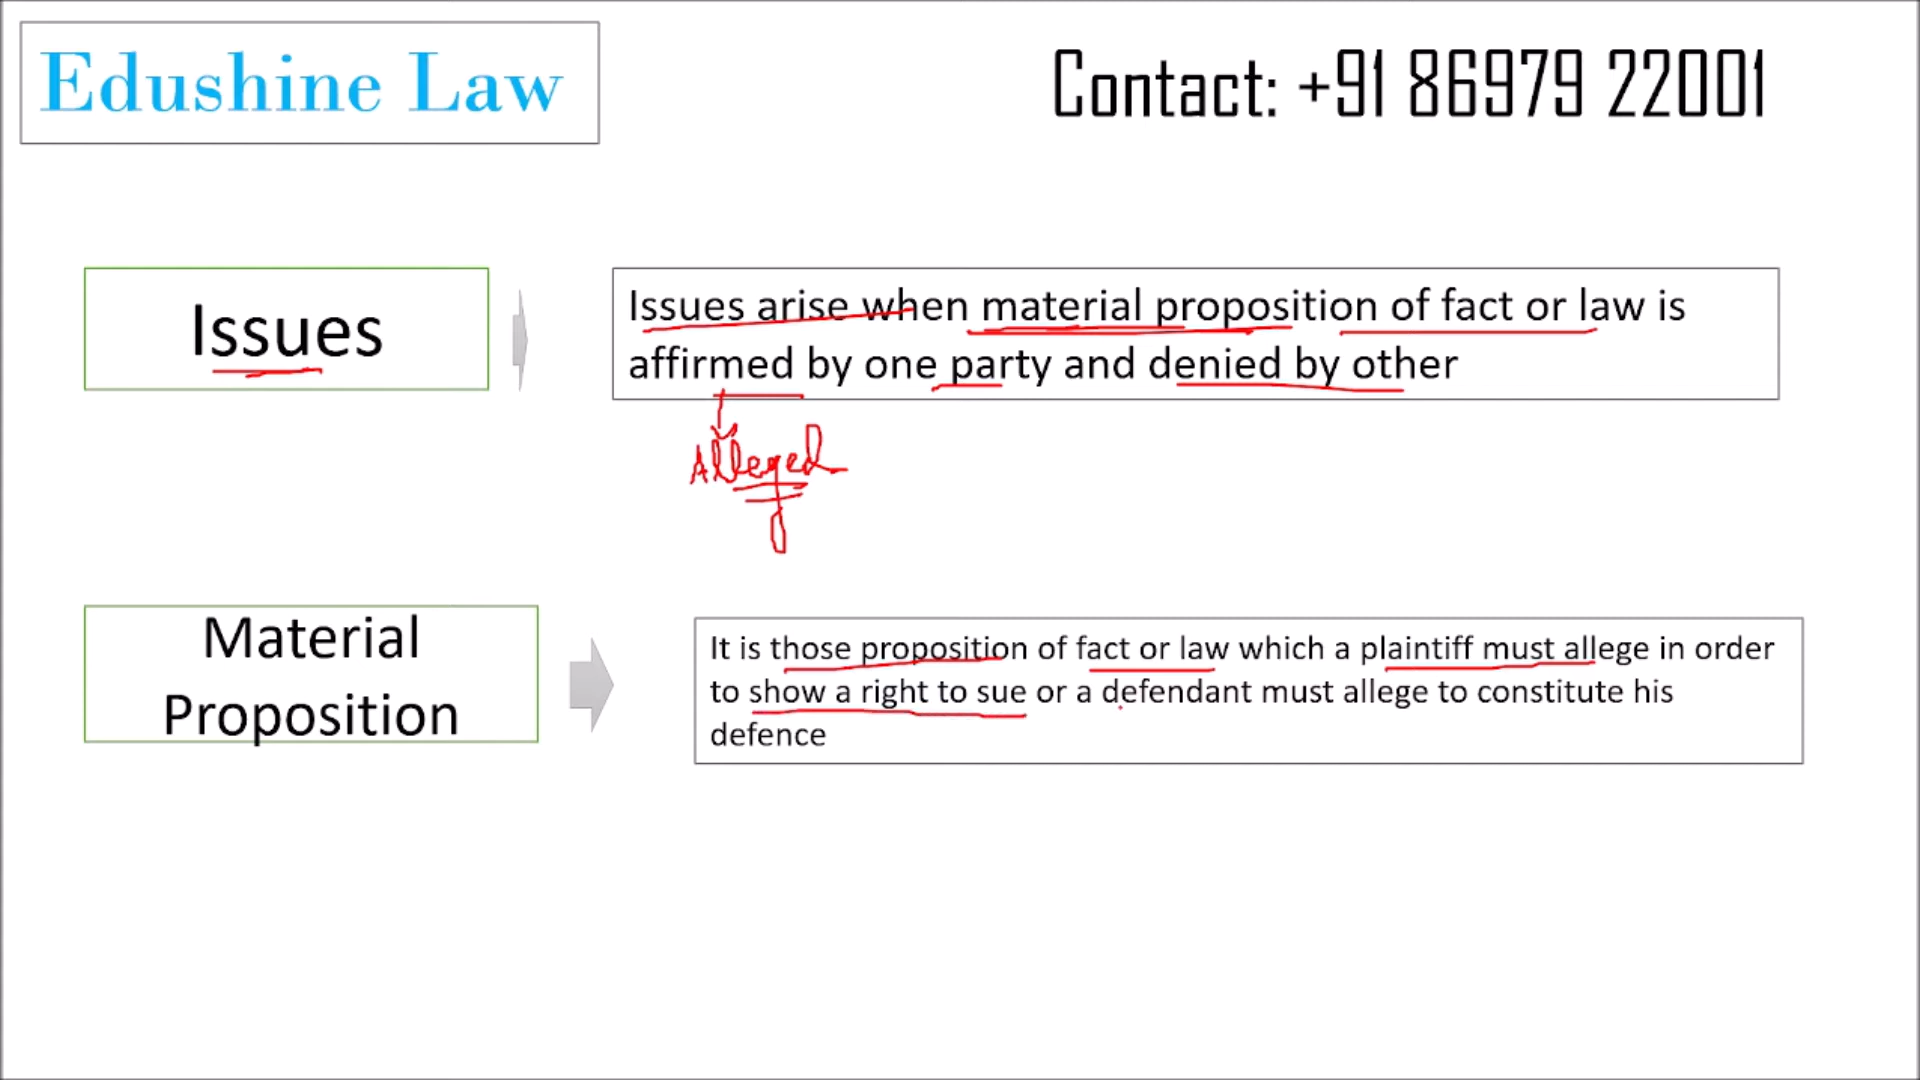 Edushine Law
Contact: +91 86979 22001
Issues
Issues arise when material proposition of fact or law is
affirmed by one party and denied by other
Alleged
Material
Proposition
It is those proposition of fact or law which a plaintiff must allege in order
to show a right to sue or a defendant must allege to constitute his
defence